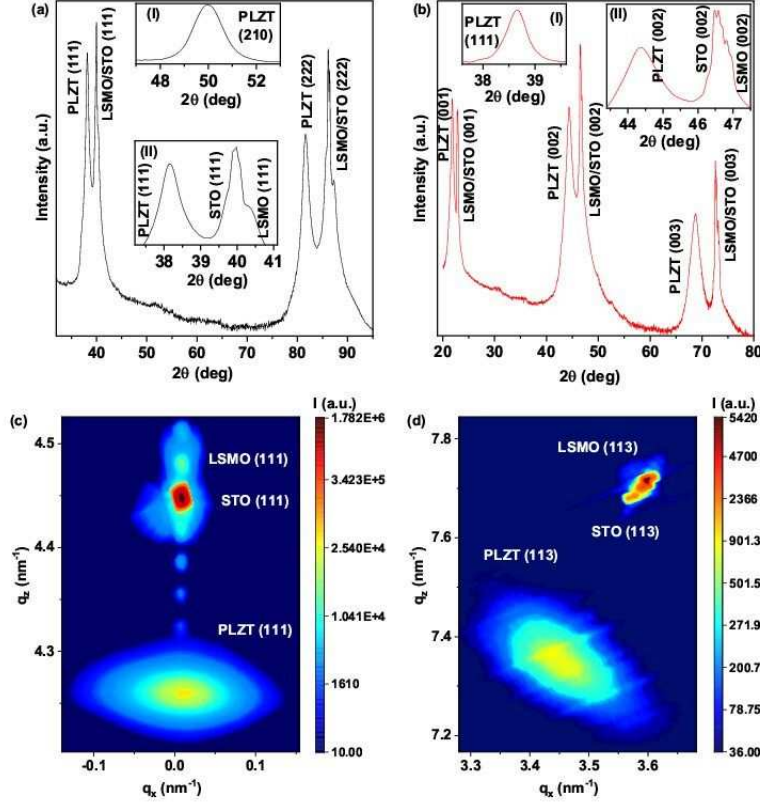 (a)
(I)
PLZT
(210)
48
50
52
2θ (deg)
PLZT (111)
LSMO/STO (111)
(II)
PLZT (111)
STO (111)
LSMO (111)
38
39
40
41
2θ (deg)
PLZT (222)
LSMO/STO (222)
Intensity (a.u.)
40
50
60
70
80
90
2θ (deg)
(b)
PLZT
(111)
(I)
38
39
2θ (deg)
(II)
PLZT (002)
STO (002)
LSMO (002)
44
45
46
47
2θ (deg)
PLZT (001)
LSMO/STO (001)
PLZT (002)
LSMO/STO (002)
PLZT (003)
LSMO/STO (003)
Intensity (a.u.)
20
30
40
50
60
70
80
2θ (deg)
(c)
I (a.u.)
LSMO (111)
STO (111)
PLZT (111)
4.5
4.4
4.3
qz (nm-1)
-0.1
0.0
0.1
qx (nm-1)
1.782E+6
3.423E+5
2.540E+4
1.041E+4
1610
10.00
(d)
I (a.u.)
LSMO (113)
STO (113)
PLZT (113)
7.8
7.6
7.4
7.2
qz (nm-1)
3.3
3.4
3.5
3.6
qx (nm-1)
5420
4700
2366
901.5
501.5
271.9
200.7
78.75
36.00